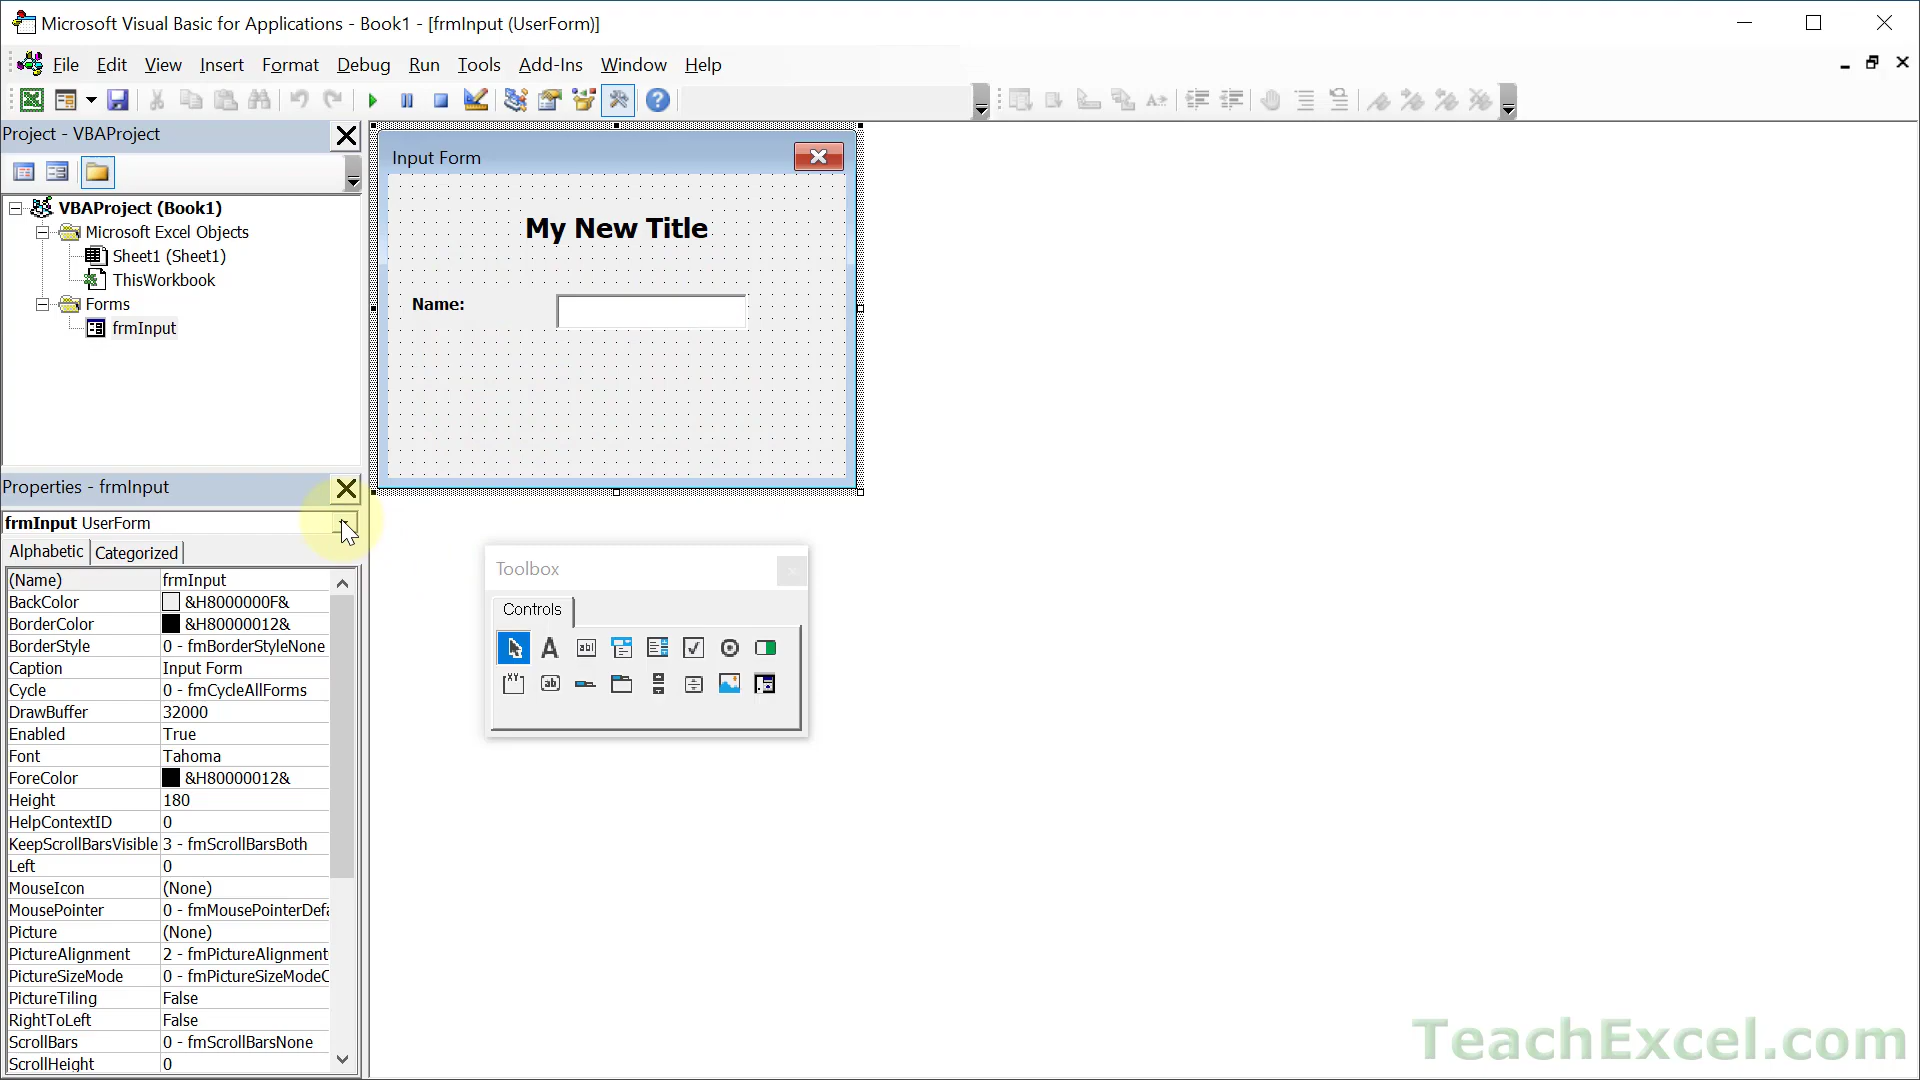 Microsoft Visual Basic for Applications - Book1 - [frmInput (UserForm)]
File Edit View Insert Format Debug Run Tools Add-Ins Window Help
Project - VBAProject
VBAProject (Book1)
Microsoft Excel Objects
Sheet1 (Sheet1)
ThisWorkbook
Forms
frmInput
Input Form
My New Title
Name:
Properties - frmInput
frmInput UserForm
Alphabetic Categorized
(Name) frmInput
BackColor &H8000000F&
BorderColor &H80000012&
BorderStyle 0 - fmBorderStyleNone
Caption Input Form
Cycle 0 - fmCycleAllForms
DrawBuffer 32000
Enabled True
Font Tahoma
ForeColor &H80000012&
Height 180
HelpContextID 0
KeepScrollBarsVisible 3 - fmScrollBarsBoth
Left 0
MouseIcon (None)
MousePointer 0 - fmMousePointerDefa
Picture (None)
PictureAlignment 2 - fmPictureAlignment
PictureSizeMode 0 - fmPictureSizeModeC
PictureTiling False
RightToLeft False
ScrollBars 0 - fmScrollBarsNone
ScrollHeight 0
Toolbox
Controls
TeachExcel.com